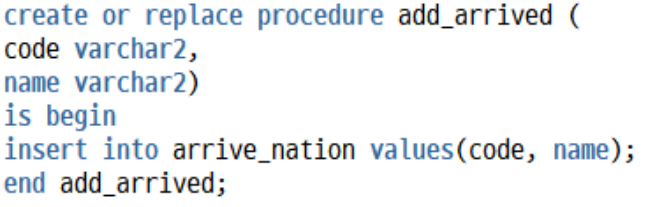 create or replace procedure add_arrived (
code varchar2,
name varchar2)
is begin
insert into arrive_nation values(code, name);
end add_arrived;